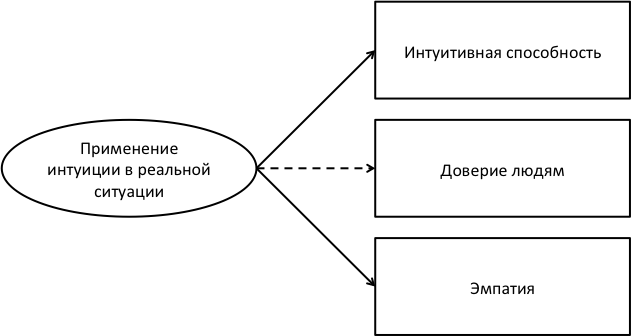 Интуитивная способность
Применение
интуиции в реальной
ситуации
Доверие людям
Эмпатия